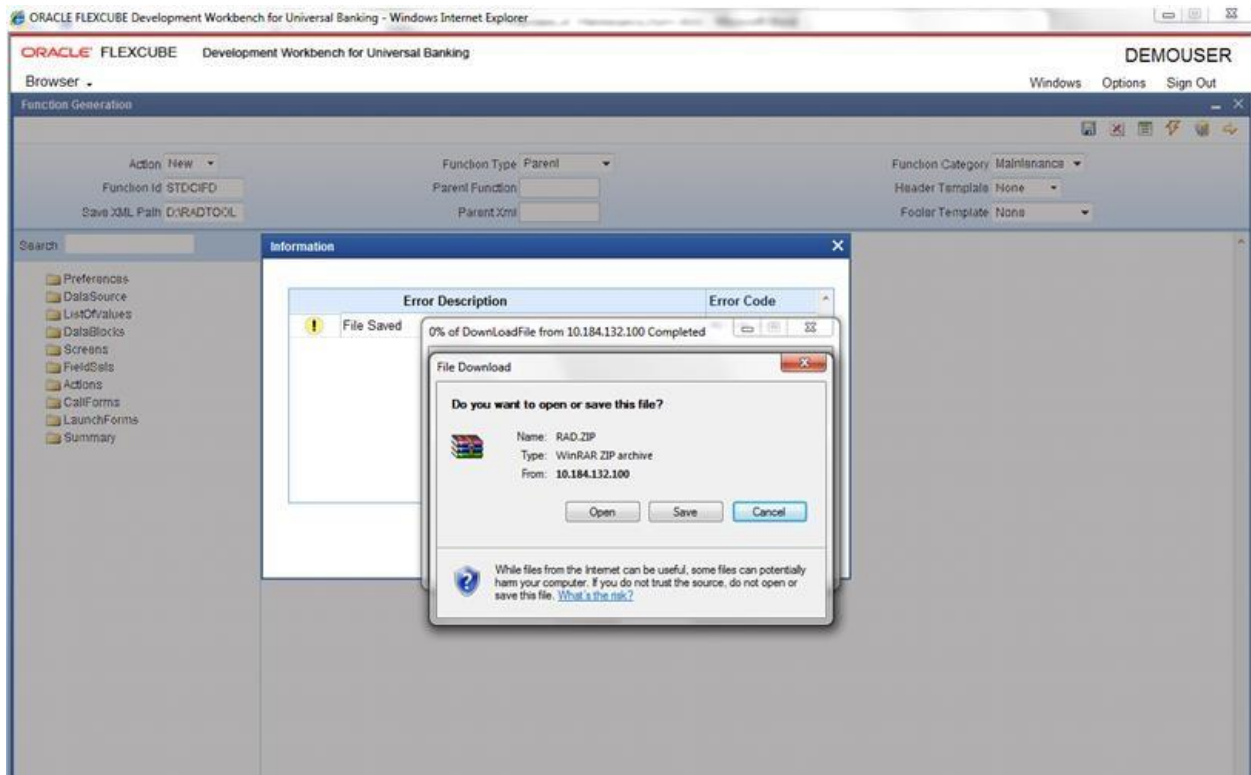 ORACLE FLEXCUBE Development Workbench for Universal Banking - Windows Internet Explorer
ORACLE FLEXCUBE Development Workbench for Universal Banking DEMOUSER
Browser Windows Options Sign Out
Function Generation
Action New Function Type Parent Function Category Maintenance
Function Id STDCIFD Parent Function Header Template None
Save XML Path D:\RADTOOL Parent Xml Footer Template None
Search
Preferences
DataSource
ListOfValues
DataBlocks
Screens
FieldSets
Actions
CallForms
LaunchForms
Summary
Information
Error Description Error Code
File Saved
0% of DownLoadFile from 10.184.132.100 Completed
File Download
Do you want to open or save this file?
Name: RAD.ZIP
Type: WinRAR ZIP archive
From: 10.184.132.100
Open Save Cancel
While files from the Internet can be useful, some files can potentially
harm your computer. If you do not trust the source, do not open or
save this file. What's the risk?